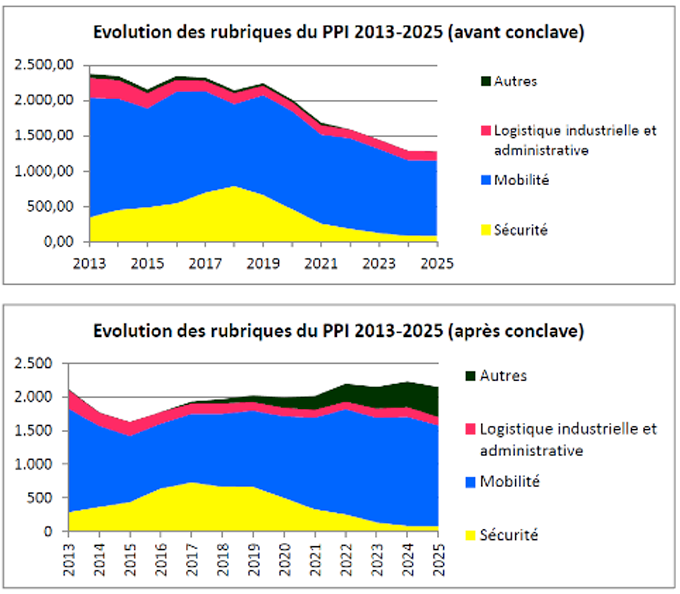 Evolution des rubriques du PPI 2013-2025 (avant conclave)
2.500,00
2.000,00
1.500,00
1.000,00
500,00
0,00
2013 2015 2017 2019 2021 2023 2025
Autres
Logistique industrielle et
administrative
Mobilité
Sécurité
Evolution des rubriques du PPI 2013-2025 (après conclave)
2.500
2.000
1.500
1.000
500
0
2013 2014 2015 2016 2017 2018 2019 2020 2021 2022 2023 2024 2025
Autres
Logistique industrielle et
administrative
Mobilité
Sécurité